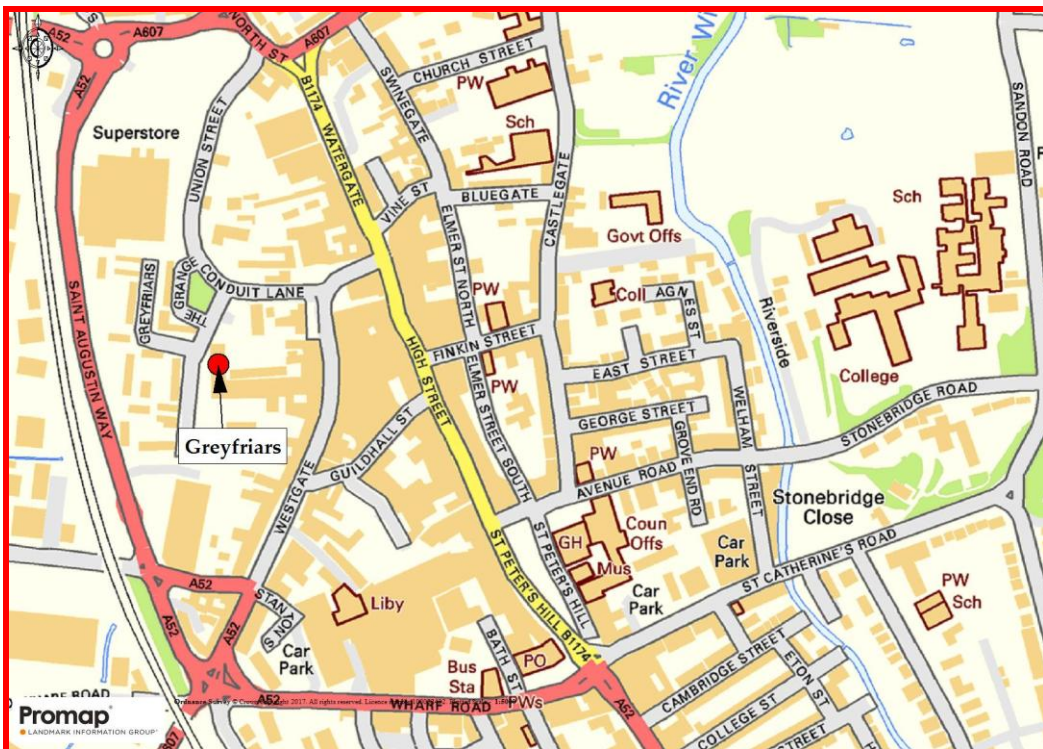 A52
A607
NORTH ST
A607
CHURCH STREET
PW
River Wi
A52
B1174
SWINEGATE
Superstore
WATERGATE
Sch
SANDON ROAD
UNION STREET
VINE ST
BLUEGATE
CASTLEGATE
Sch
Govt Offs
ELMER ST NORTH
GREYFRIARS
THE GRANGE
CONDUIT LANE
PW
Coll
AGNES ST
Riverside
SAINT AUGUSTIN WAY
HIGH STREET
FINKIN STREET
EAST STREET
College
PW
WELHAM STREET
Greyfriars
GEORGE STREET
STONEBRIDGE ROAD
GUILDHALL ST
ELMER STREET SOUTH
GROVE END RD
PW
WESTGATE
AVENUE ROAD
Stonebridge
Close
GH
Coun
Offs
Car
Park
ST PETER'S HILL
ST PETER'S HILL B1174
Mus
ST CATHERINE'S ROAD
A52
Liby
Car
Park
PW
Sch
A52
A52
Car
Park
BATH ST
PO
Bus
Sta
CAMBRIDGE STREET
ETON ST
A52
WHARF ROAD
PWs
A52
COLLEGE ST
Promap
LANDMARK INFORMATION GROUP
A607